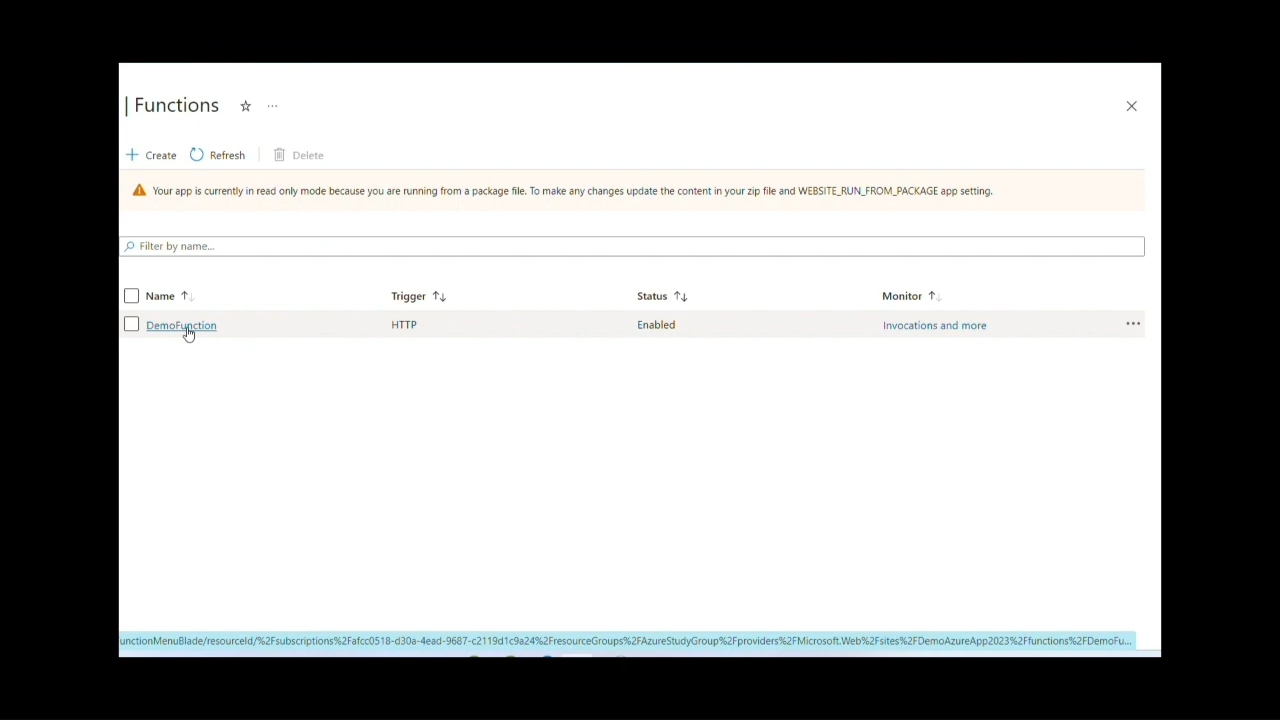 | Functions ☆ ...
Create Refresh Delete
Your app is currently in read only mode because you are running from a package file. To make any changes update the content in your zip file and WEBSITE_RUN_FROM_PACKAGE app setting.
Filter by name...
Name Trigger Status Monitor
DemoFunction HTTP Enabled Invocations and more ...
unctionMenuBlade/resourceId/%2Fsubscriptions%2Fafcc0518-d30a-4ead-9687-c2119d1c9a24%2FresourceGroups%2FAzureStudyGroup%2Fproviders%2FMicrosoft.Web%2Fsites%2FDemoAzureApp2023%2Ffunctions%2FDemoFu...